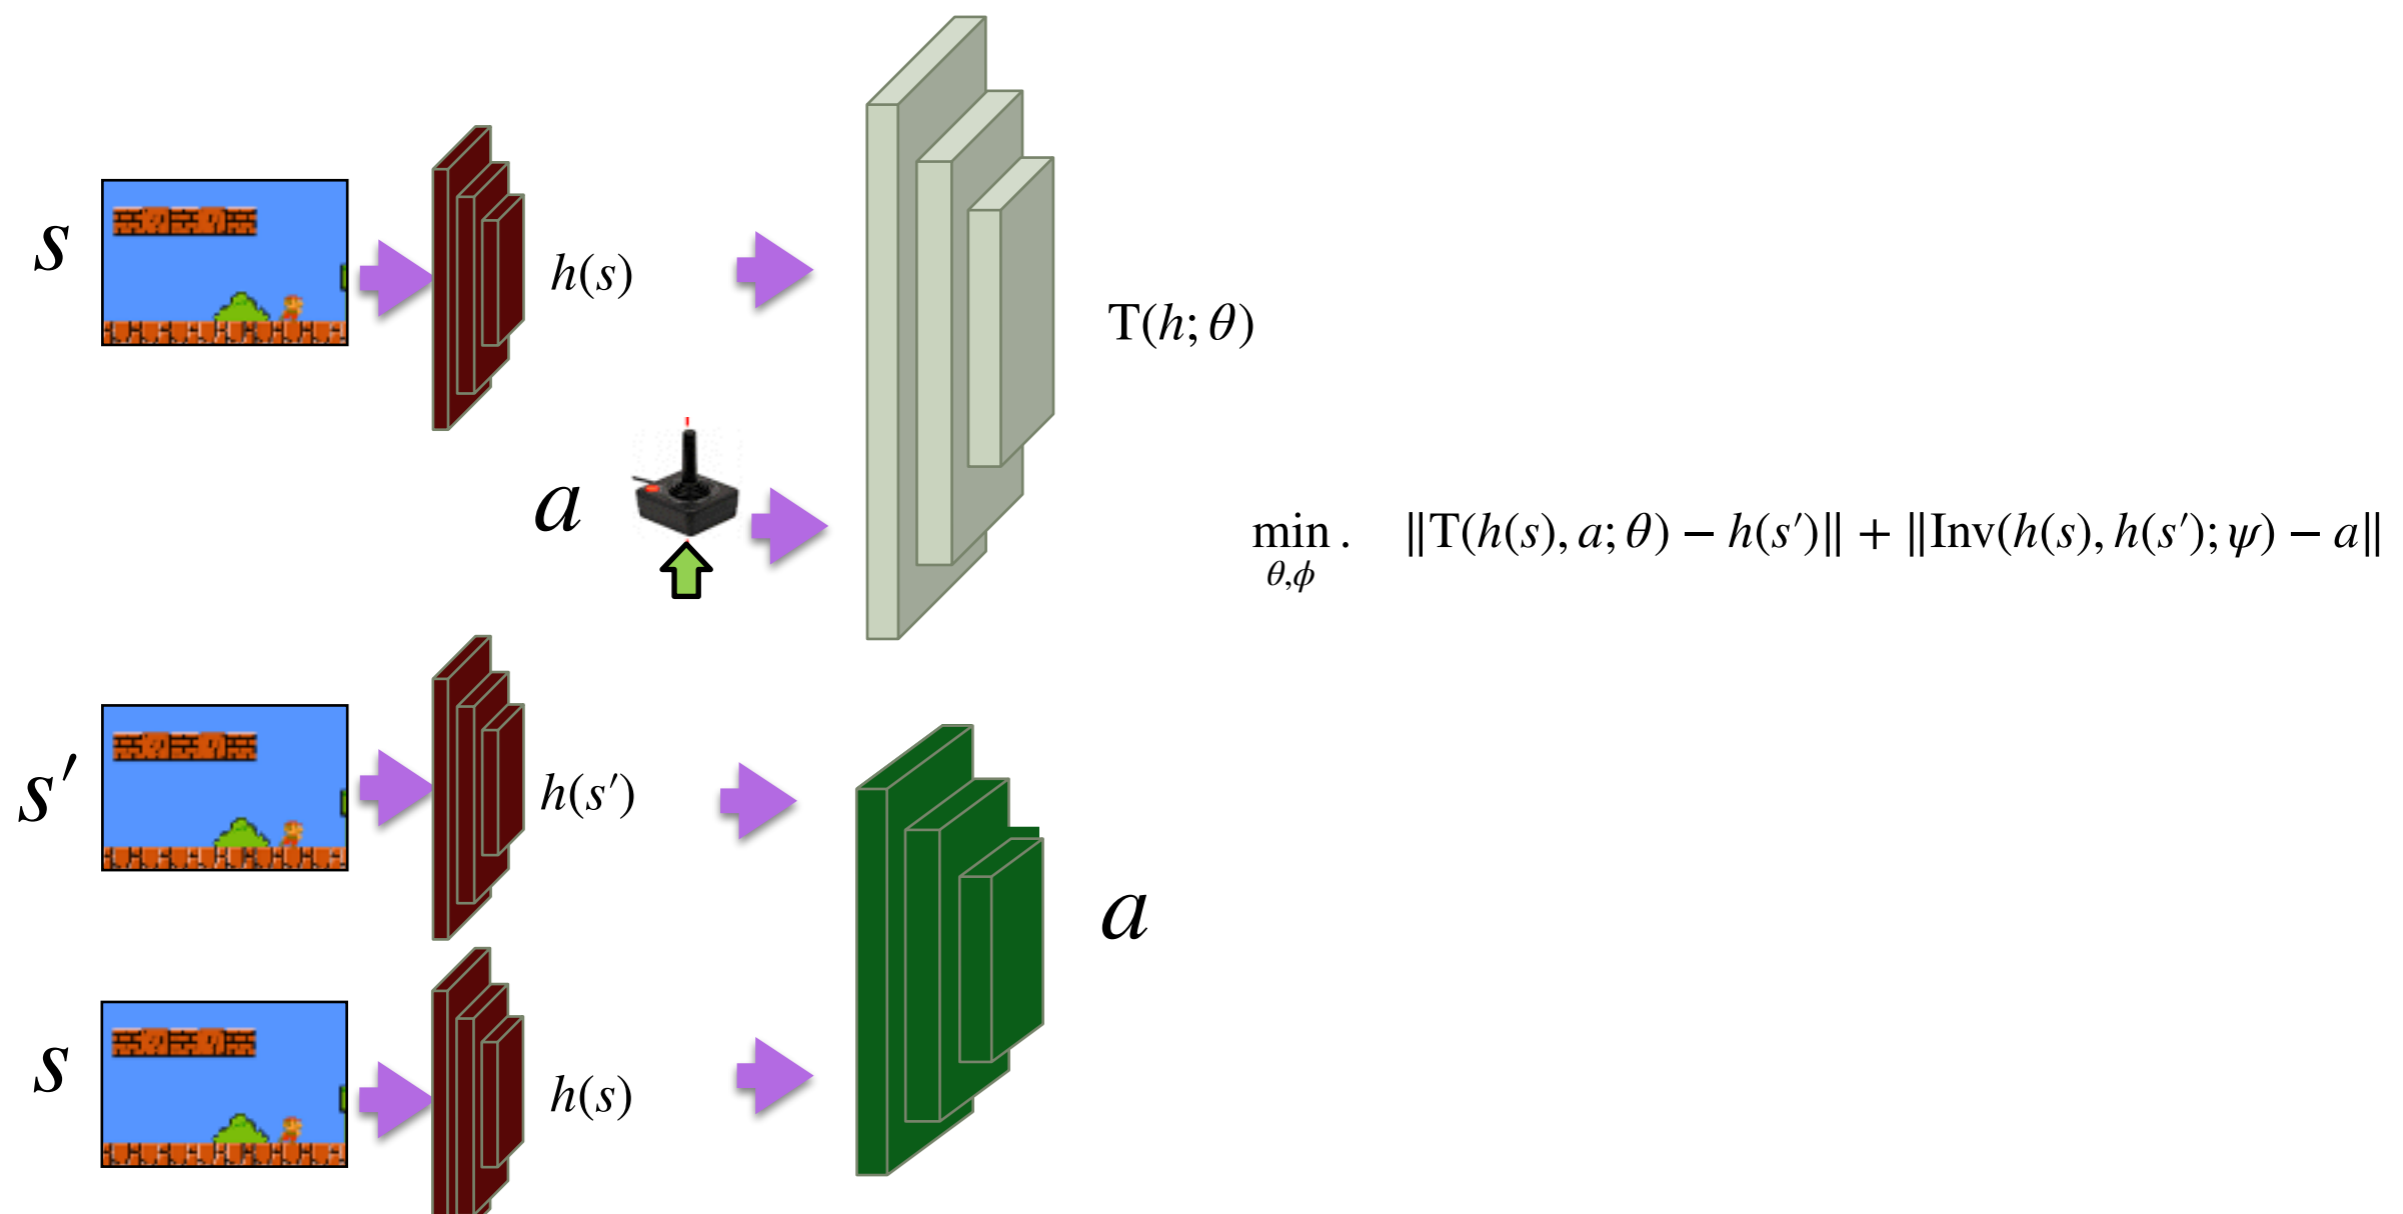 s
h(s)
T(h; θ)
a
min . ‖T(h(s), a; θ) − h(s′)‖ + ‖Inv(h(s), h(s′); ψ) − a‖
θ,ϕ
s′
h(s′)
a
s
h(s)